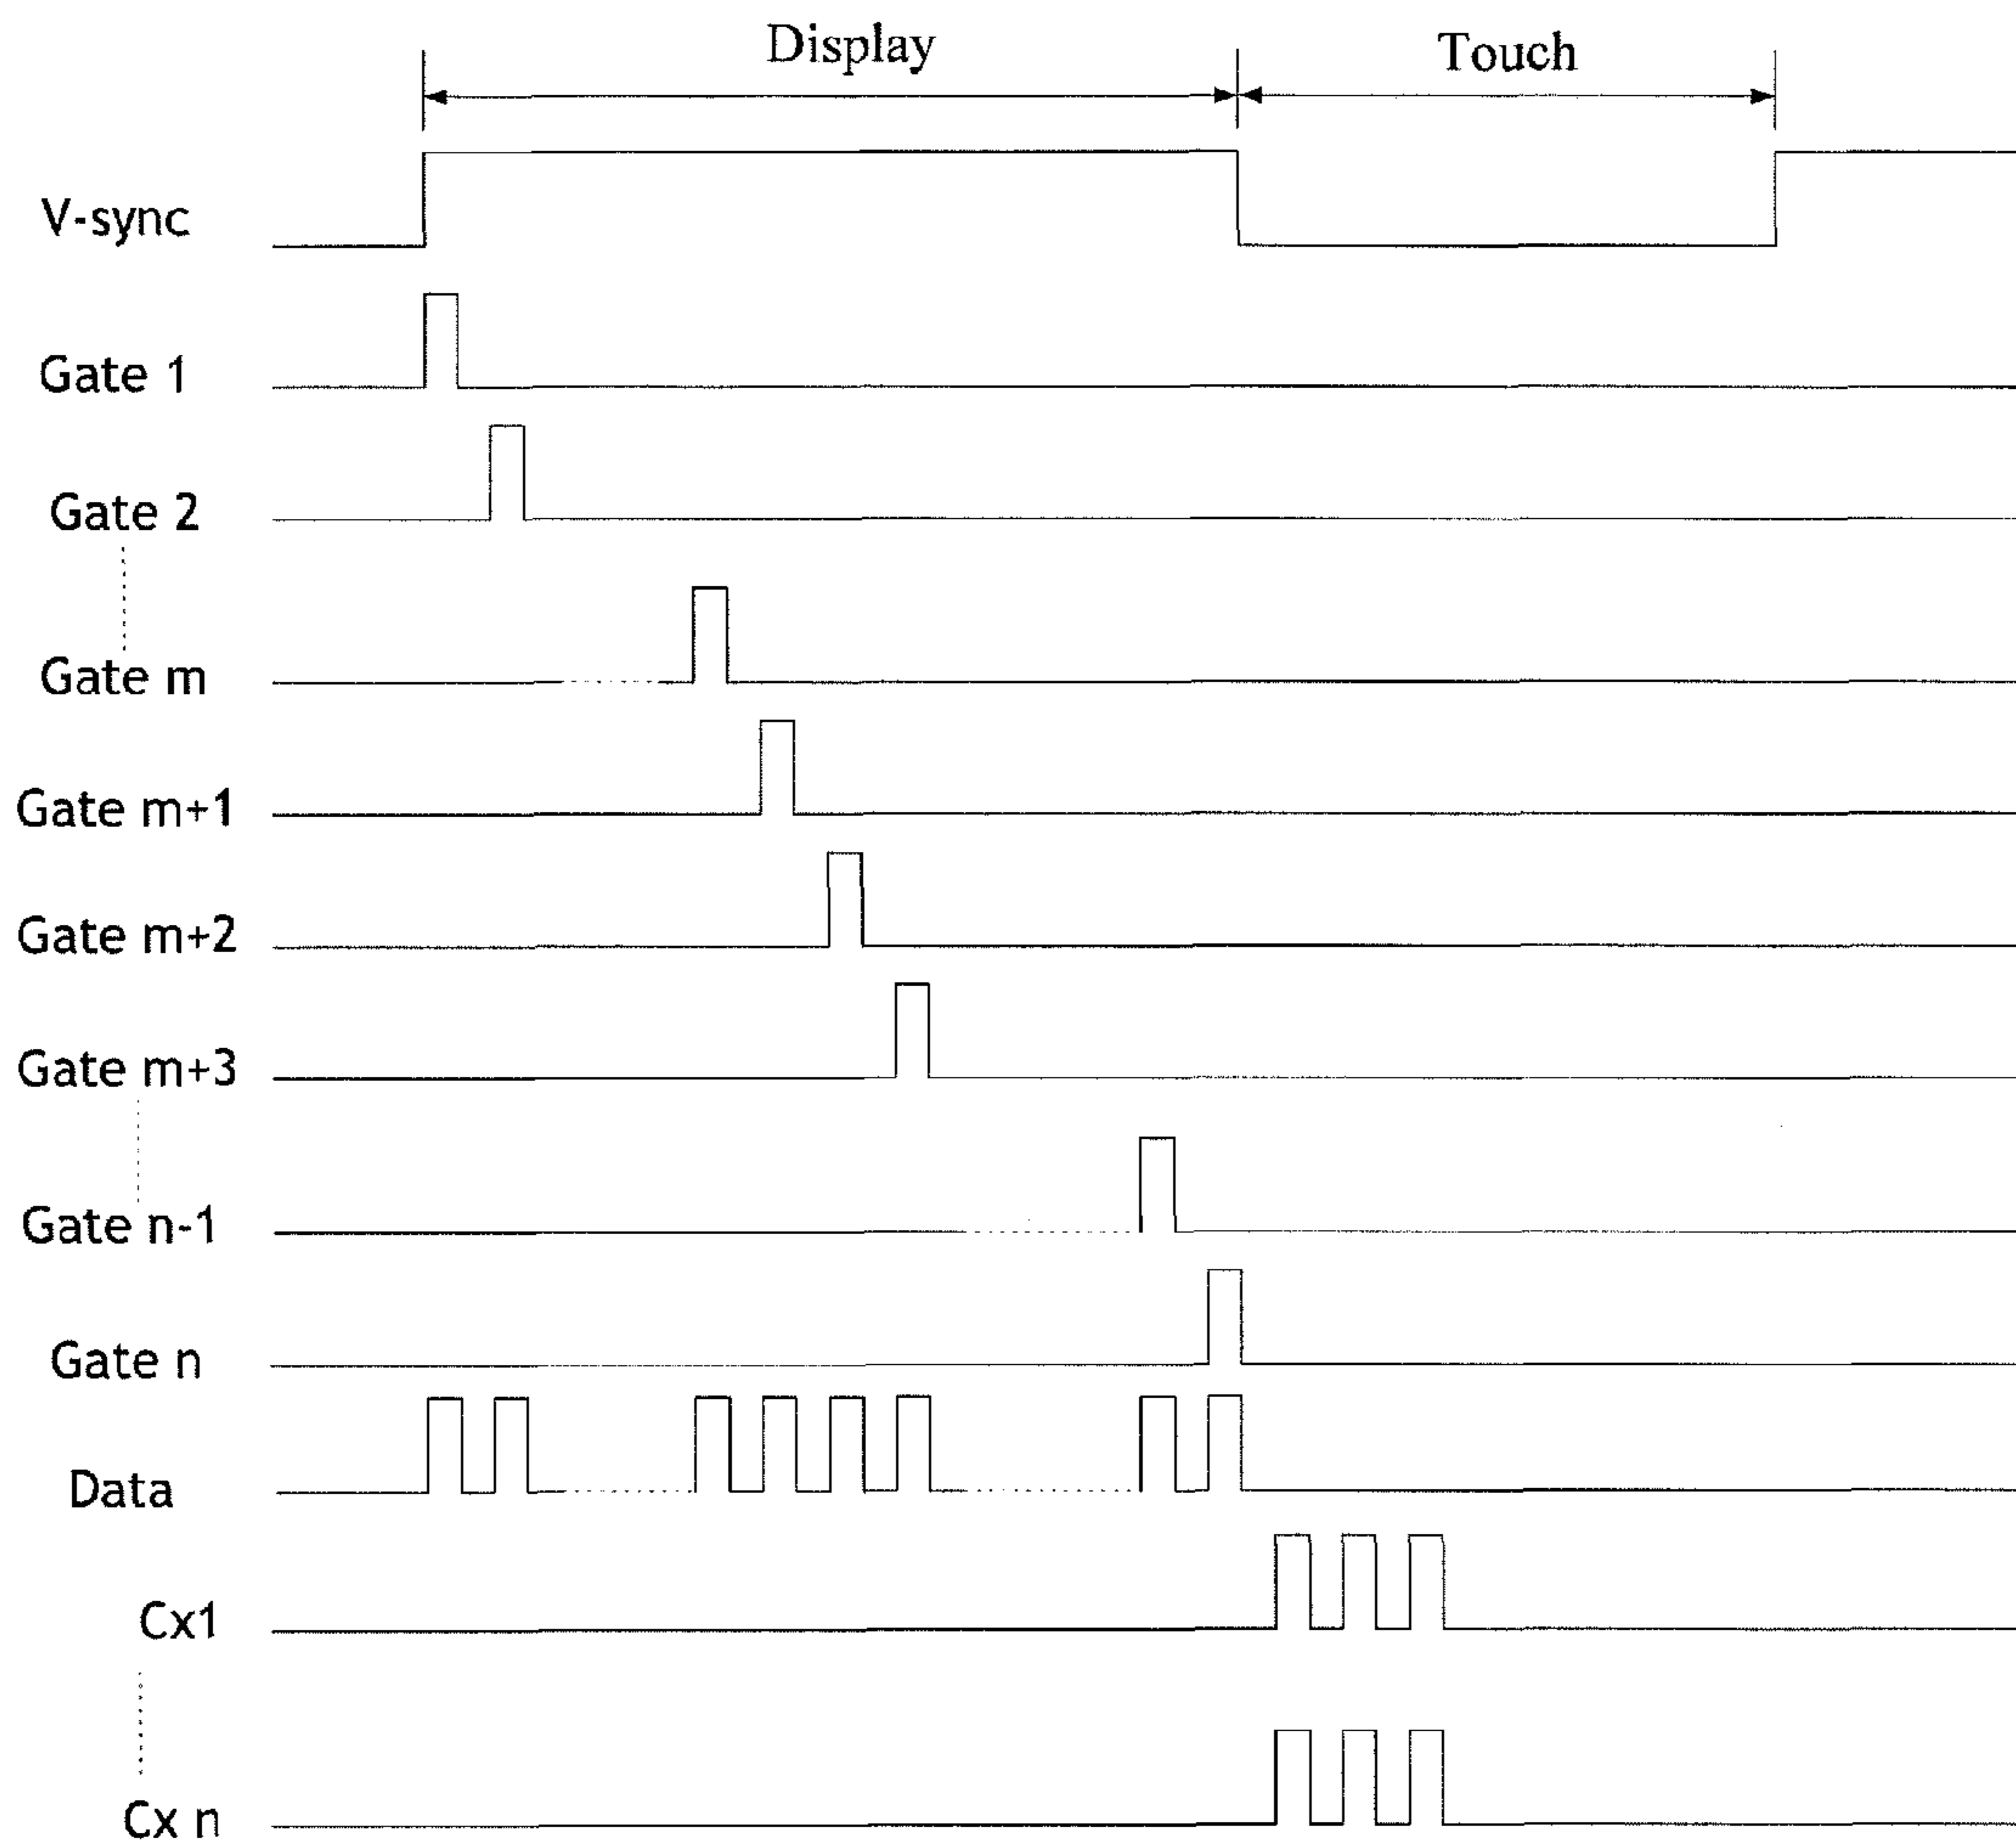 Display
Touch
V-sync
Gate 1
Gate 2
Gate m
Gate m+1
Gate m+2
Gate m+3
Gate n-1
Gate n
Data
Cx1
Cx n